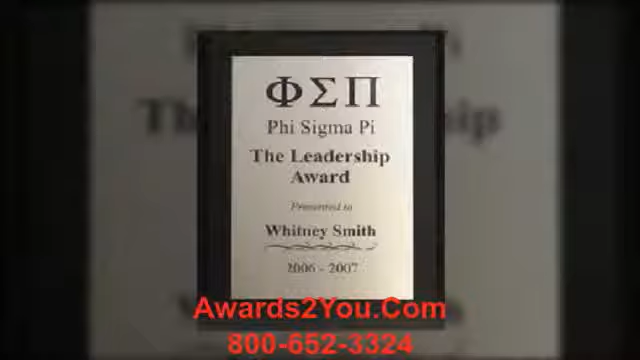 ΦΣΠ
Phi Sigma Pi
The Leadership
Award
Presented to
Whitney Smith
2006 - 2007
Awards2You.Com
800-652-3324